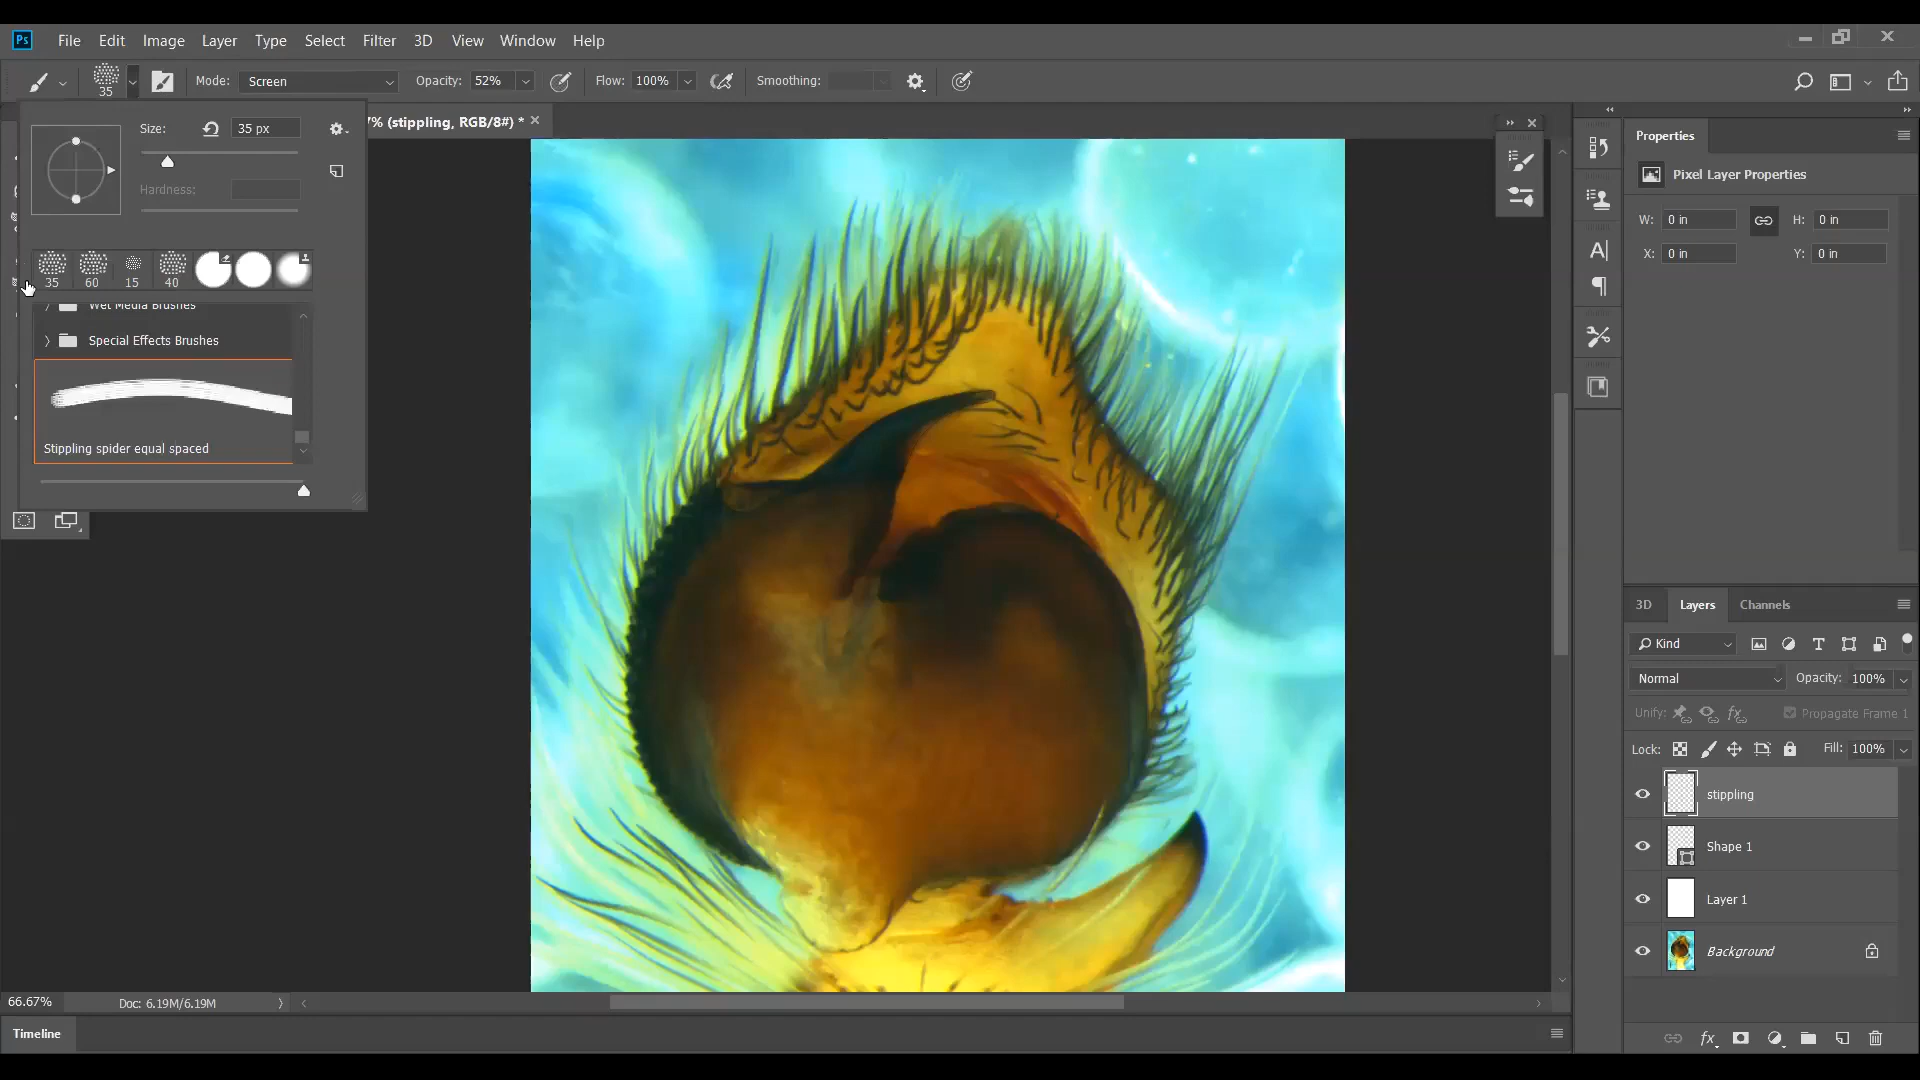 Ps File Edit Image Layer Type Select Filter 3D View Window Help
35 Mode: Screen Opacity: 52% Flow: 100% Smoothing:
7% (stippling, RGB/8#) *
Size: 35 px
Hardness:
35 60 15 40
Wet Media Brushes
Special Effects Brushes
Stippling spider equal spaced
66.67% Doc: 6.19M/6.19M
Timeline
Properties
Pixel Layer Properties
W: 0 in H: 0 in
X: 0 in Y: 0 in
3D Layers Channels
Kind
Normal Opacity: 100%
Unify: Propagate Frame 1
Lock: Fill: 100%
stippling
Shape 1
Layer 1
Background
fx